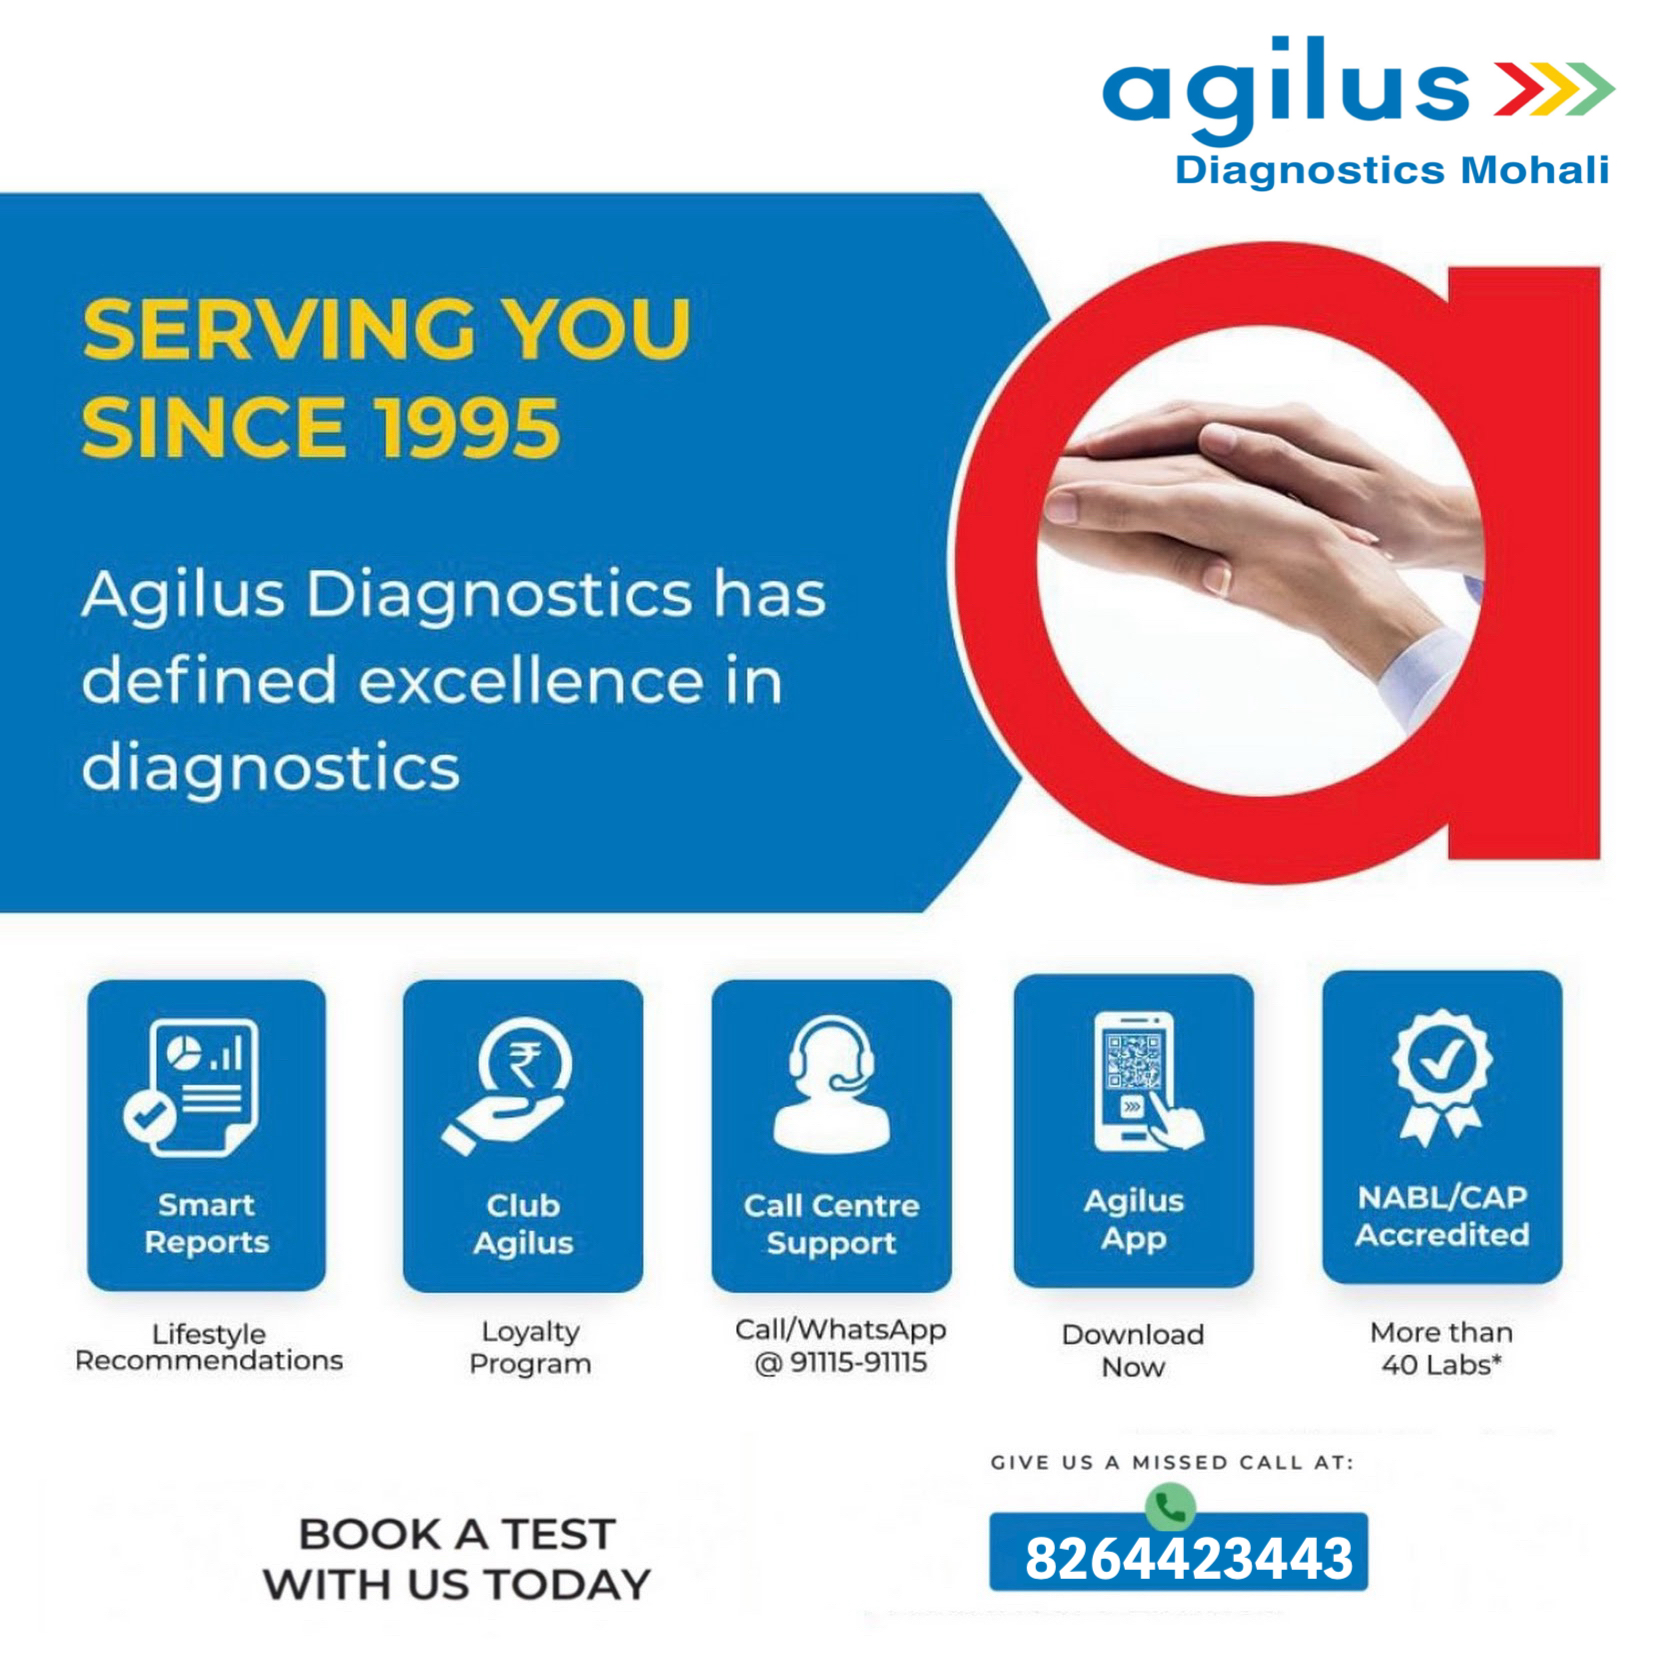 agilus
Diagnostics Mohali
SERVING YOU
SINCE 1995
Agilus Diagnostics has
defined excellence in
diagnostics
Smart
Reports
Lifestyle
Recommendations
Club
Agilus
Loyalty
Program
Call Centre
Support
Call/WhatsApp
@ 91115-91115
Agilus
App
Download
Now
NABL/CAP
Accredited
More than
40 Labs*
BOOK A TEST
WITH US TODAY
GIVE US A MISSED CALL AT:
8264423443